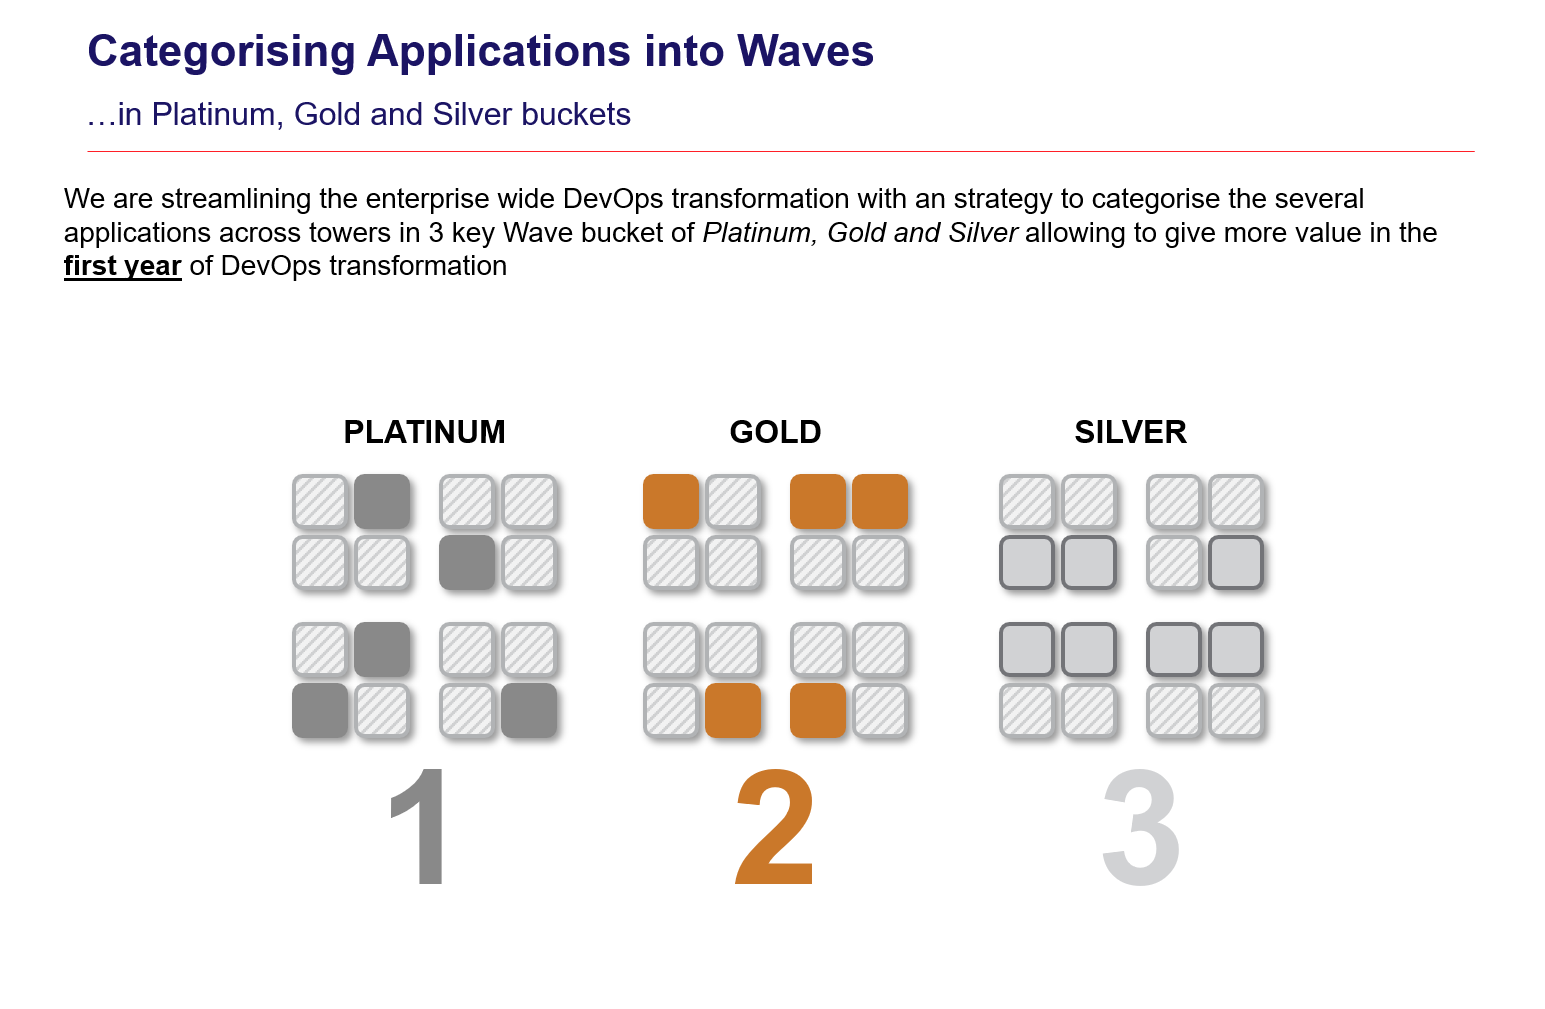 Categorising Applications into Waves
…in Platinum, Gold and Silver buckets
We are streamlining the enterprise wide DevOps transformation with an strategy to categorise the several
applications across towers in 3 key Wave bucket of Platinum, Gold and Silver allowing to give more value in the
first year of DevOps transformation
PLATINUM GOLD SILVER
1 2 3